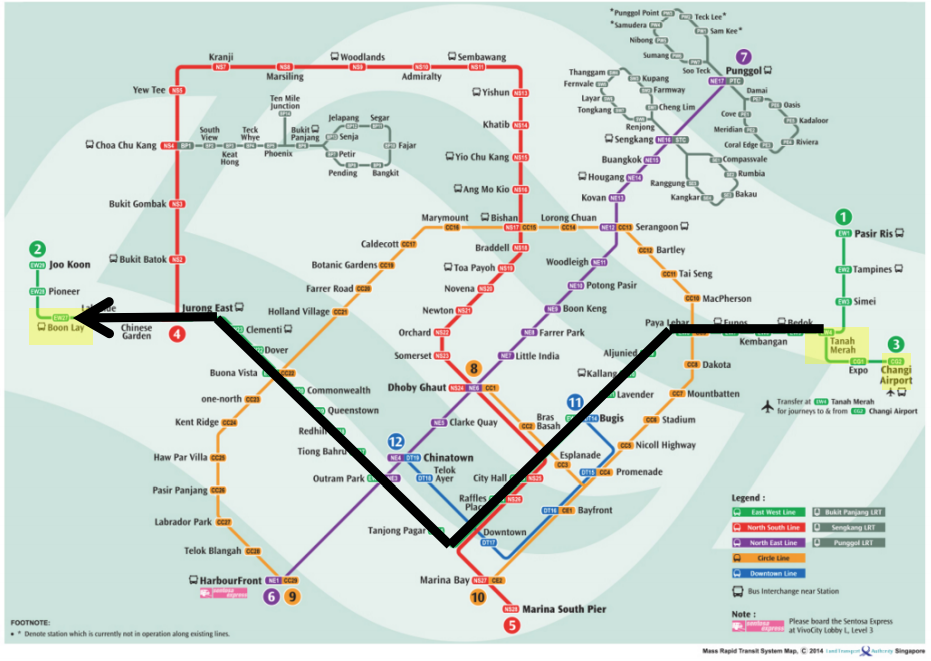 *Punggol Point
Teck Lee*
*Samudera
Sam Kee*
Nibong
Sumang
Soo Teck
7
Punggol
NE17
PTC
Damai
Oasis
Cove
Kadaloor
Meridian
Coral Edge
Riviera
Thanggam
Kupang
Fernvale
Farmway
Layar
Cheng Lim
Tongkang
Renjong
Sengkang
NE16
STC
Compassvale
Buangkok
NE15
Rumbia
Ranggung
Bakau
Kangkar
Hougang
NE14
Kovan
NE13
Kranji
Woodlands
Sembawang
NS7
NS8
NS9
NS10
NS11
Marsiling
Admiralty
Yew Tee
NS5
Yishun
NS13
Ten Mile
Junction
Khatib
NS14
South
View
Teck
Whye
Bukit
Panjang
Jelapang
Segar
Senja
Choa Chu Kang
NS4
BP1
Keat
Hong
Phoenix
Petir
Fajar
Pending
Bangkit
Yio Chu Kang
NS15
Ang Mo Kio
NS16
Bukit Gombak
NS3
Marymount
Bishan
Lorong Chuan
CC16
NS17
CC15
CC14
NE12
CC13
Serangoon
1
EW1
Pasir Ris
2
EW29
Joo Koon
Caldecott
CC17
Braddell
NS18
CC12
Bartley
Bukit Batok
NS2
Botanic Gardens
CC19
Toa Payoh
NS19
Woodleigh
NE11
CC11
Tai Seng
EW2
Tampines
EW28
Pioneer
Farrer Road
CC20
Novena
NS20
NE10
Potong Pasir
CC10
MacPherson
EW3
Simei
EW27
Boon Lay
Chinese
Garden
4
Jurong East
Holland Village
CC21
Newton
NS21
NE9
Boon Keng
Paya Lebar
Eunos
Bedok
Kembangan
EW4
Tanah
Merah
3
Clementi
Orchard
NS22
NE8
Farrer Park
Dover
Somerset
NS23
NE7
Little India
Aljunied
Dakota
CC8
CG1
Expo
CG2
Changi
Airport
Buona Vista
CC22
8
Kallang
Commonwealth
Dhoby Ghaut
NS24
NE6
CC1
Lavender
CC7
Mountbatten
one-north
CC23
Queenstown
11
Bugis
Transfer at EW4 Tanah Merah
for journeys to & from CG2 Changi Airport
Kent Ridge
CC24
Redhill
NE5
Clarke Quay
Bras
Basah
CC2
CC6
Stadium
12
Tiong Bahru
NE4
DT19
Chinatown
Esplanade
CC3
CC5
Nicoll Highway
Haw Par Villa
CC25
Telok
Ayer
DT18
City Hall
NS25
DT15
CC4
Promenade
Outram Park
NE3
Pasir Panjang
CC26
Raffles
Place
NS26
DT16
CE1
Bayfront
Labrador Park
CC27
Tanjong Pagar
Downtown
DT17
Telok Blangah
CC28
HarbourFront
NE1
CC29
sentosa
express
6
9
Marina Bay
NS27
CE2
10
NS28
Marina South Pier
5
Legend :
East West Line
Bukit Panjang LRT
North South Line
Sengkang LRT
North East Line
Punggol LRT
Circle Line
Downtown Line
Bus Interchange near Station
Note :
sentosa
express
Please board the Sentosa Express
at VivoCity Lobby L, Level 3
FOOTNOTE:
• * Denote station which is currently not in operation along existing lines.
Mass Rapid Transit System Map, © 2014 Land Transport Authority Singapore